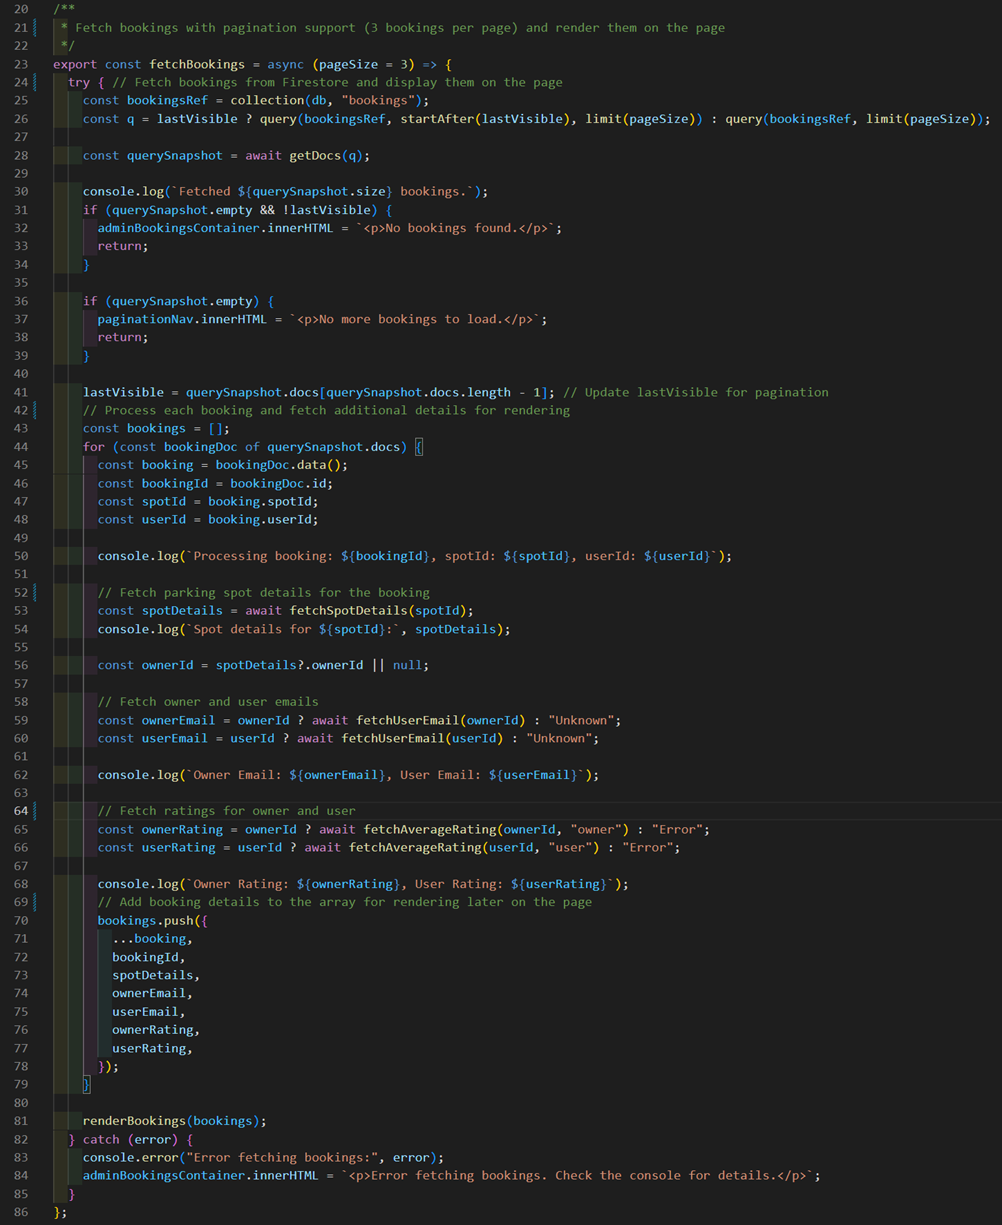 20 /**
21  * Fetch bookings with pagination support (3 bookings per page) and render them on the page
22  */
23 export const fetchBookings = async (pageSize = 3) => {
24   try { // Fetch bookings from Firestore and display them on the page
25     const bookingsRef = collection(db, "bookings");
26     const q = lastVisible ? query(bookingsRef, startAfter(lastVisible), limit(pageSize)) : query(bookingsRef, limit(pageSize));
27
28     const querySnapshot = await getDocs(q);
29
30     console.log(`Fetched ${querySnapshot.size} bookings.`);
31     if (querySnapshot.empty && !lastVisible) {
32       adminBookingsContainer.innerHTML = `<p>No bookings found.</p>`;
33       return;
34     }
35
36     if (querySnapshot.empty) {
37       paginationNav.innerHTML = `<p>No more bookings to load.</p>`;
38       return;
39     }
40
41     lastVisible = querySnapshot.docs[querySnapshot.docs.length - 1]; // Update lastVisible for pagination
42     // Process each booking and fetch additional details for rendering
43     const bookings = [];
44     for (const bookingDoc of querySnapshot.docs) {
45       const booking = bookingDoc.data();
46       const bookingId = bookingDoc.id;
47       const spotId = booking.spotId;
48       const userId = booking.userId;
49
50       console.log(`Processing booking: ${bookingId}, spotId: ${spotId}, userId: ${userId}`);
51
52       // Fetch parking spot details for the booking
53       const spotDetails = await fetchSpotDetails(spotId);
54       console.log(`Spot details for ${spotId}:`, spotDetails);
55
56       const ownerId = spotDetails?.ownerId || null;
57
58       // Fetch owner and user emails
59       const ownerEmail = ownerId ? await fetchUserEmail(ownerId) : "Unknown";
60       const userEmail = userId ? await fetchUserEmail(userId) : "Unknown";
61
62       console.log(`Owner Email: ${ownerEmail}, User Email: ${userEmail}`);
63
64       // Fetch ratings for owner and user
65       const ownerRating = ownerId ? await fetchAverageRating(ownerId, "owner") : "Error";
66       const userRating = userId ? await fetchAverageRating(userId, "user") : "Error";
67
68       console.log(`Owner Rating: ${ownerRating}, User Rating: ${userRating}`);
69       // Add booking details to the array for rendering later on the page
70       bookings.push({
71         ...booking,
72         bookingId,
73         spotDetails,
74         ownerEmail,
75         userEmail,
76         ownerRating,
77         userRating,
78       });
79     }
80
81     renderBookings(bookings);
82   } catch (error) {
83     console.error("Error fetching bookings:", error);
84     adminBookingsContainer.innerHTML = `<p>Error fetching bookings. Check the console for details.</p>`;
85   }
86 };